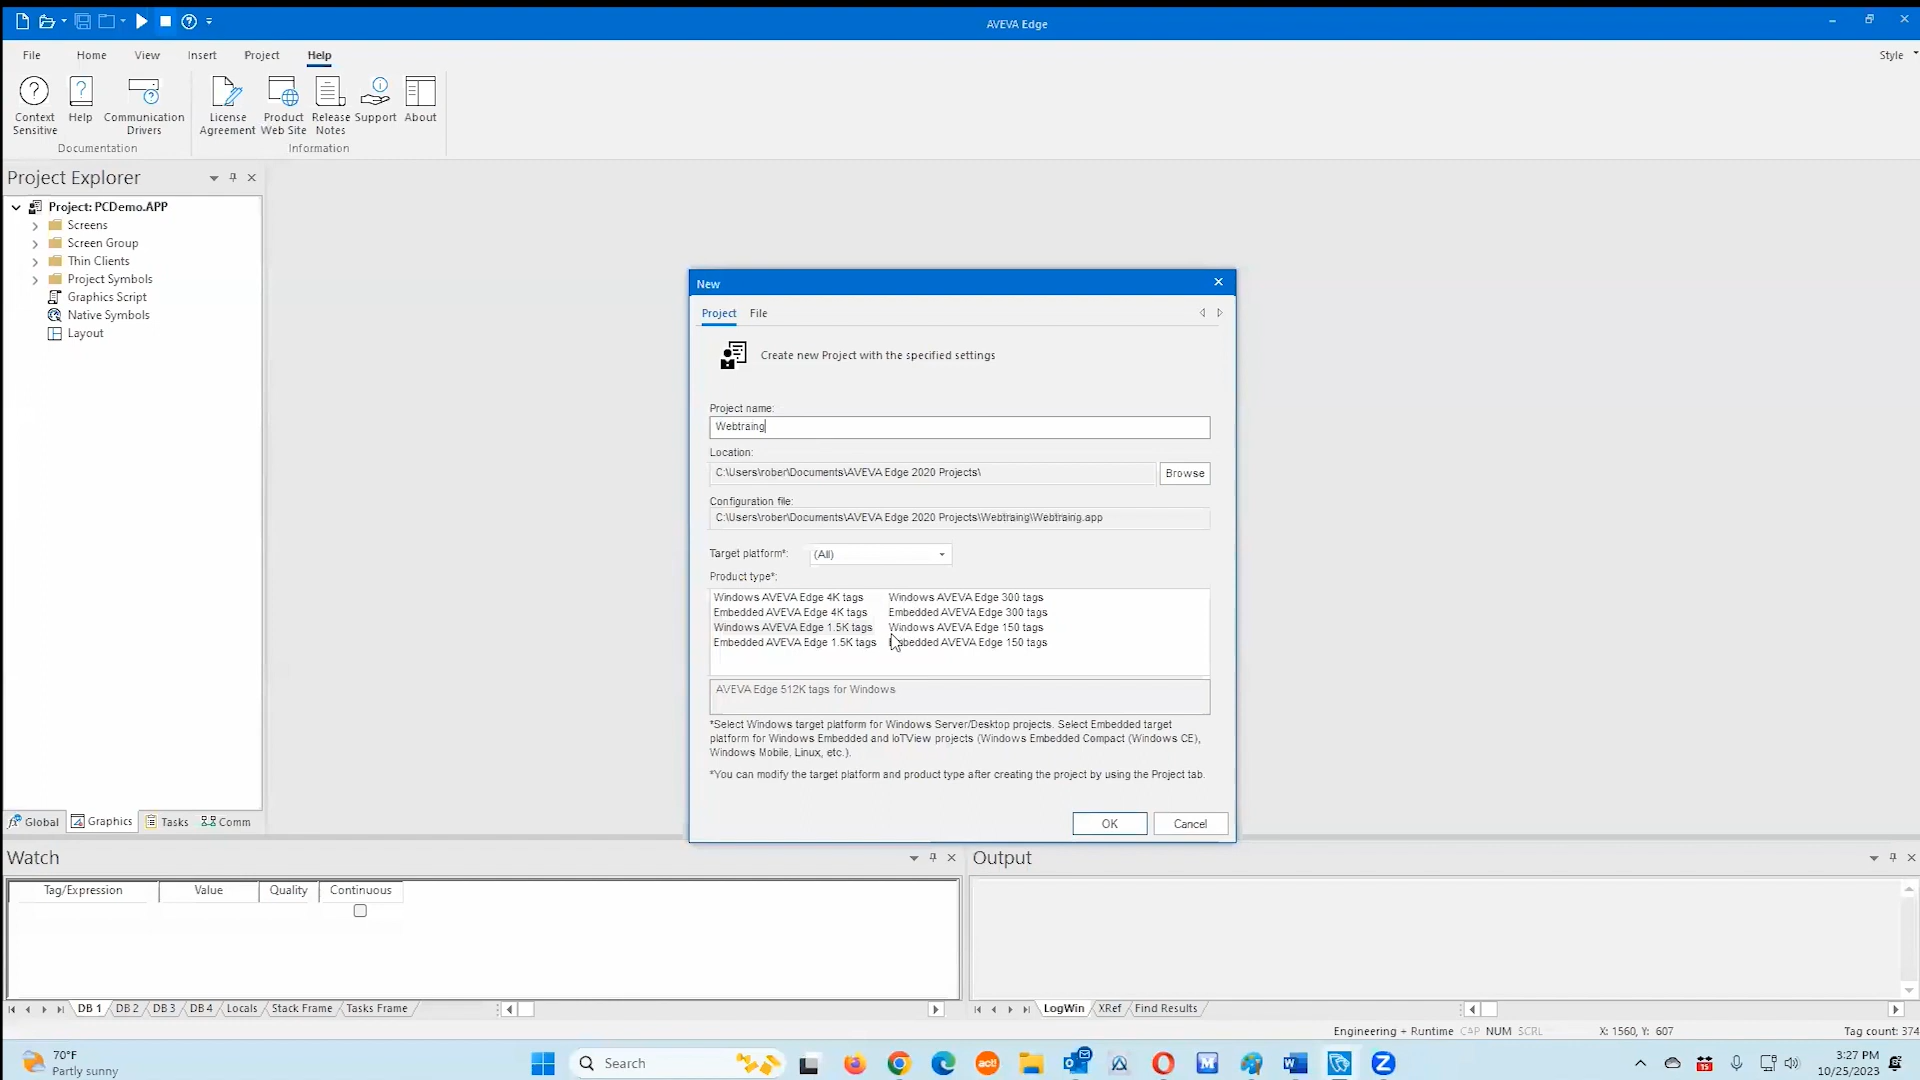 AVEVA Edge
File Home View Insert Project Help Style
Context Sensitive
Help
Communication Drivers
License Agreement
Product Web Site
Release Notes
Support
About
Documentation
Information
Project Explorer
Project: PCDemo.APP
Screens
Screen Group
Thin Clients
Project Symbols
Graphics Script
Native Symbols
Layout
Global Graphics Tasks Comm
New
Project File
Create new Project with the specified settings
Project name:
Webtraing
Location:
C:\Users\rober\Documents\AVEVA Edge 2020 Projects\
Browse
Configuration file:
C:\Users\rober\Documents\AVEVA Edge 2020 Projects\Webtraing\Webtraing.app
Target platform*: (All)
Product type*:
Windows AVEVA Edge 4K tags Windows AVEVA Edge 300 tags
Embedded AVEVA Edge 4K tags Embedded AVEVA Edge 300 tags
Windows AVEVA Edge 1.5K tags Windows AVEVA Edge 150 tags
Embedded AVEVA Edge 1.5K tags Embedded AVEVA Edge 150 tags
AVEVA Edge 512K tags for Windows
*Select Windows target platform for Windows Server/Desktop projects. Select Embedded target
platform for Windows Embedded and IoTView projects (Windows Embedded Compact (Windows CE),
Windows Mobile, Linux, etc.).
*You can modify the target platform and product type after creating the project by using the Project tab.
OK Cancel
Watch
Tag/Expression Value Quality Continuous
DB 1 DB 2 DB 3 DB 4 Locals Stack Frame Tasks Frame
Output
LogWin XRef Find Results
Engineering + Runtime CAP NUM SCRL X: 1560, Y: 607 Tag count: 374
70°F
Partly sunny
Search
act!
M
W
Z
15
3:27 PM
10/25/2023